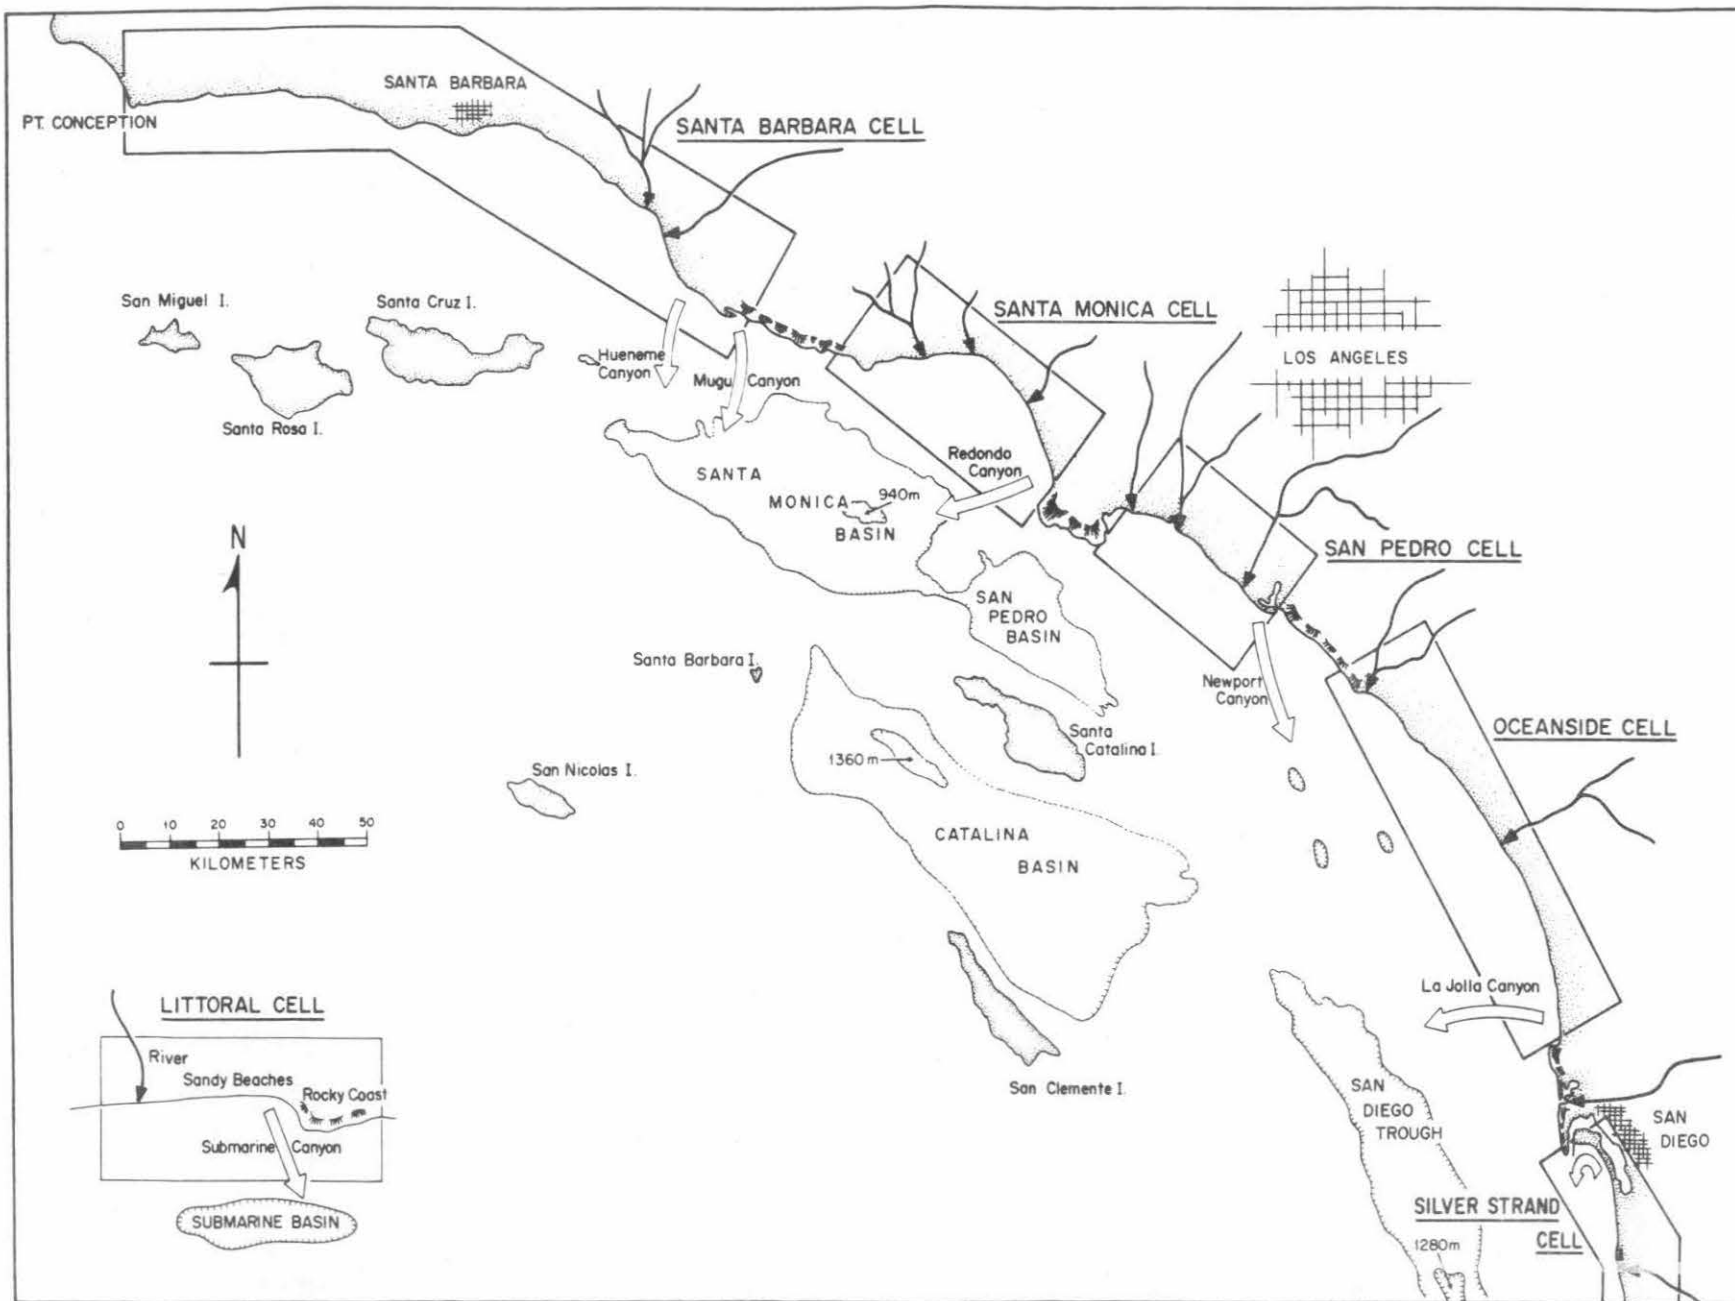 SANTA BARBARA
PT. CONCEPTION
SANTA BARBARA CELL
San Miguel I.
Santa Cruz I.
Santa Rosa I.
Hueneme
Canyon
Mugu Canyon
SANTA MONICA CELL
LOS ANGELES
Redondo
Canyon
SANTA
MONICA
BASIN
940m
N
SAN PEDRO CELL
SAN
PEDRO
BASIN
Santa Barbara I.
Newport
Canyon
Santa
Catalina I.
OCEANSIDE CELL
1360 m
San Nicolas I.
0 10 20 30 40 50
KILOMETERS
CATALINA
BASIN
La Jolla Canyon
LITTORAL CELL
River
Sandy Beaches
Rocky Coast
Submarine Canyon
SUBMARINE BASIN
San Clemente I.
SAN
DIEGO
TROUGH
SAN
DIEGO
SILVER STRAND
CELL
1280m